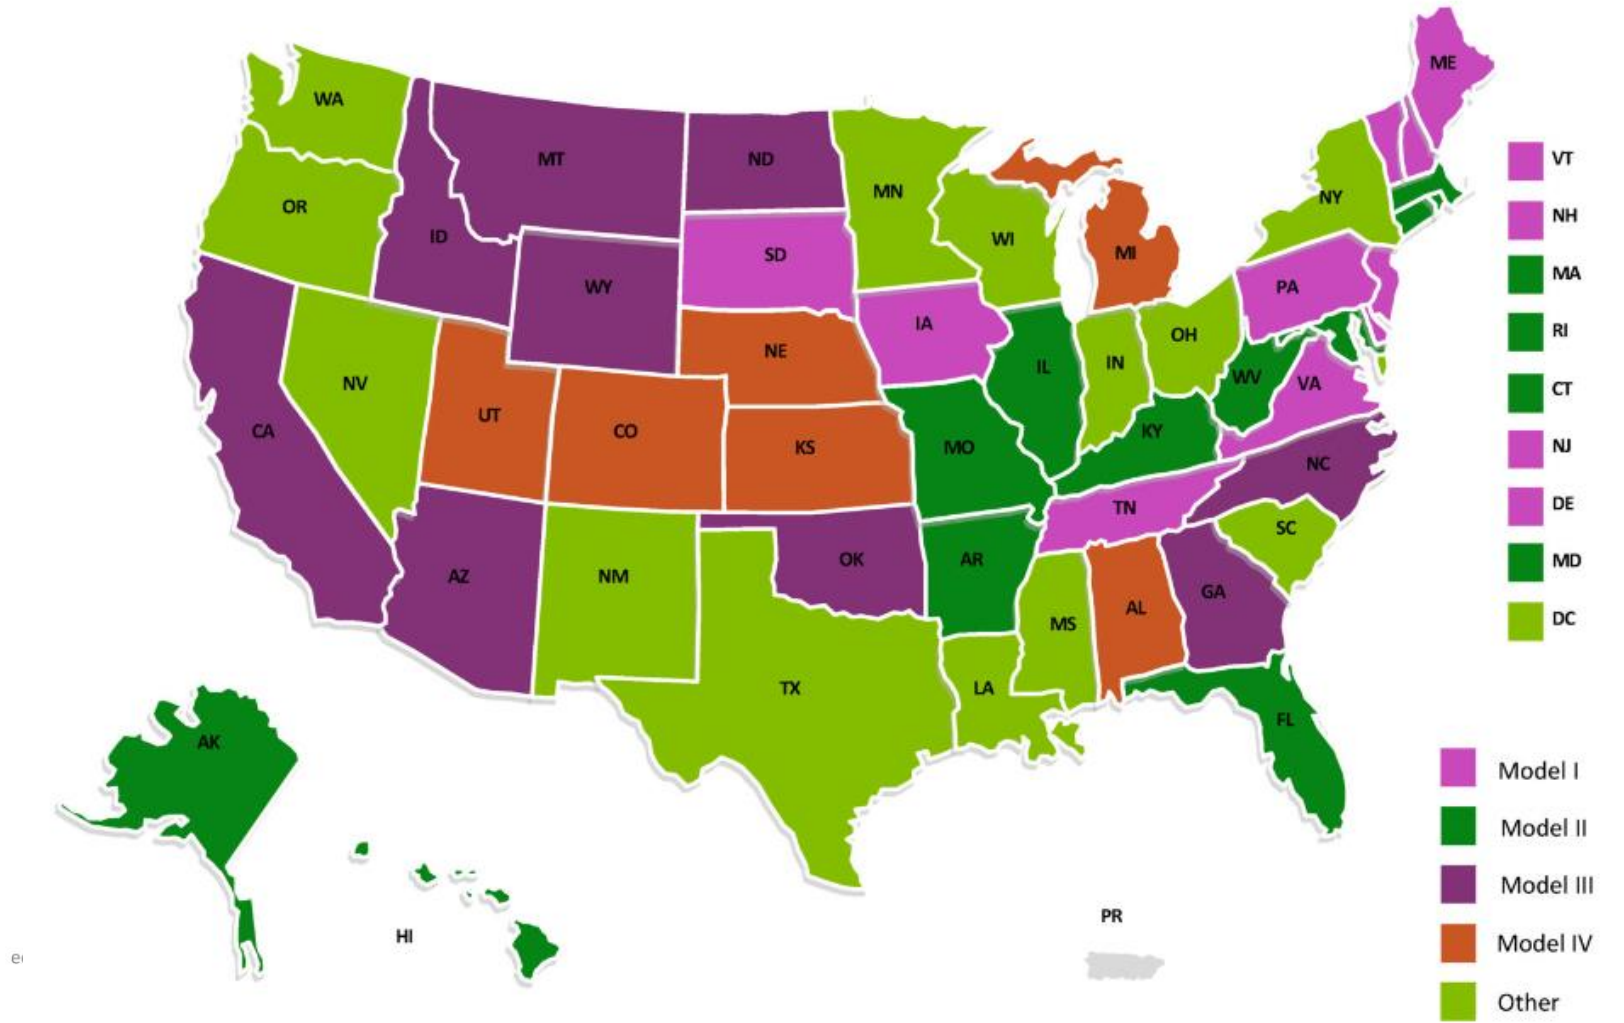 ME
WA
MT
ND
VT
MN
OR
NY
NH
ID
WI
SD
MI
MA
WY
PA
IA
RI
OH
NE
IN
IL
NV
WV
VA
CT
UT
CA
CO
KY
KS
MO
NJ
NC
TN
DE
SC
AR
OK
MD
AZ
NM
GA
AL
MS
DC
TX
LA
FL
AK
Model I
Model II
Model III
PR
HI
Model IV
Other